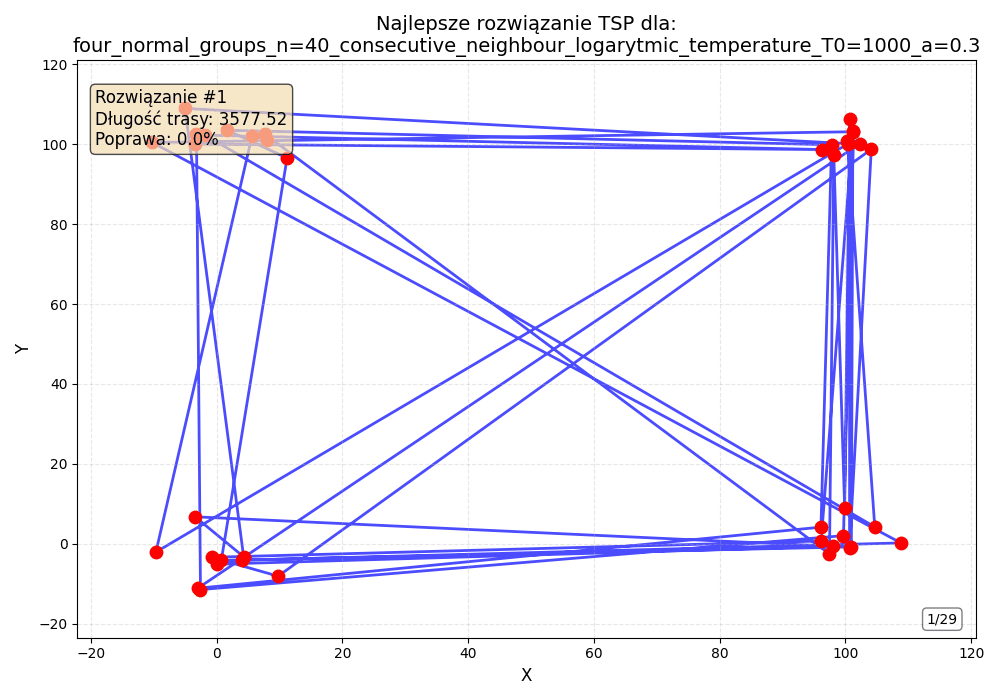 Najlepsze rozwiązanie TSP dla:
four_normal_groups_n=40_consecutive_neighbour_logarytmic_temperature_T0=1000_a=0.3
Rozwiązanie #1
Długość trasy: 3577.52
Poprawa: 0.0%
120
100
80
60
40
20
0
−20
Y
1/29
−20
0
20
40
60
80
100
120
X